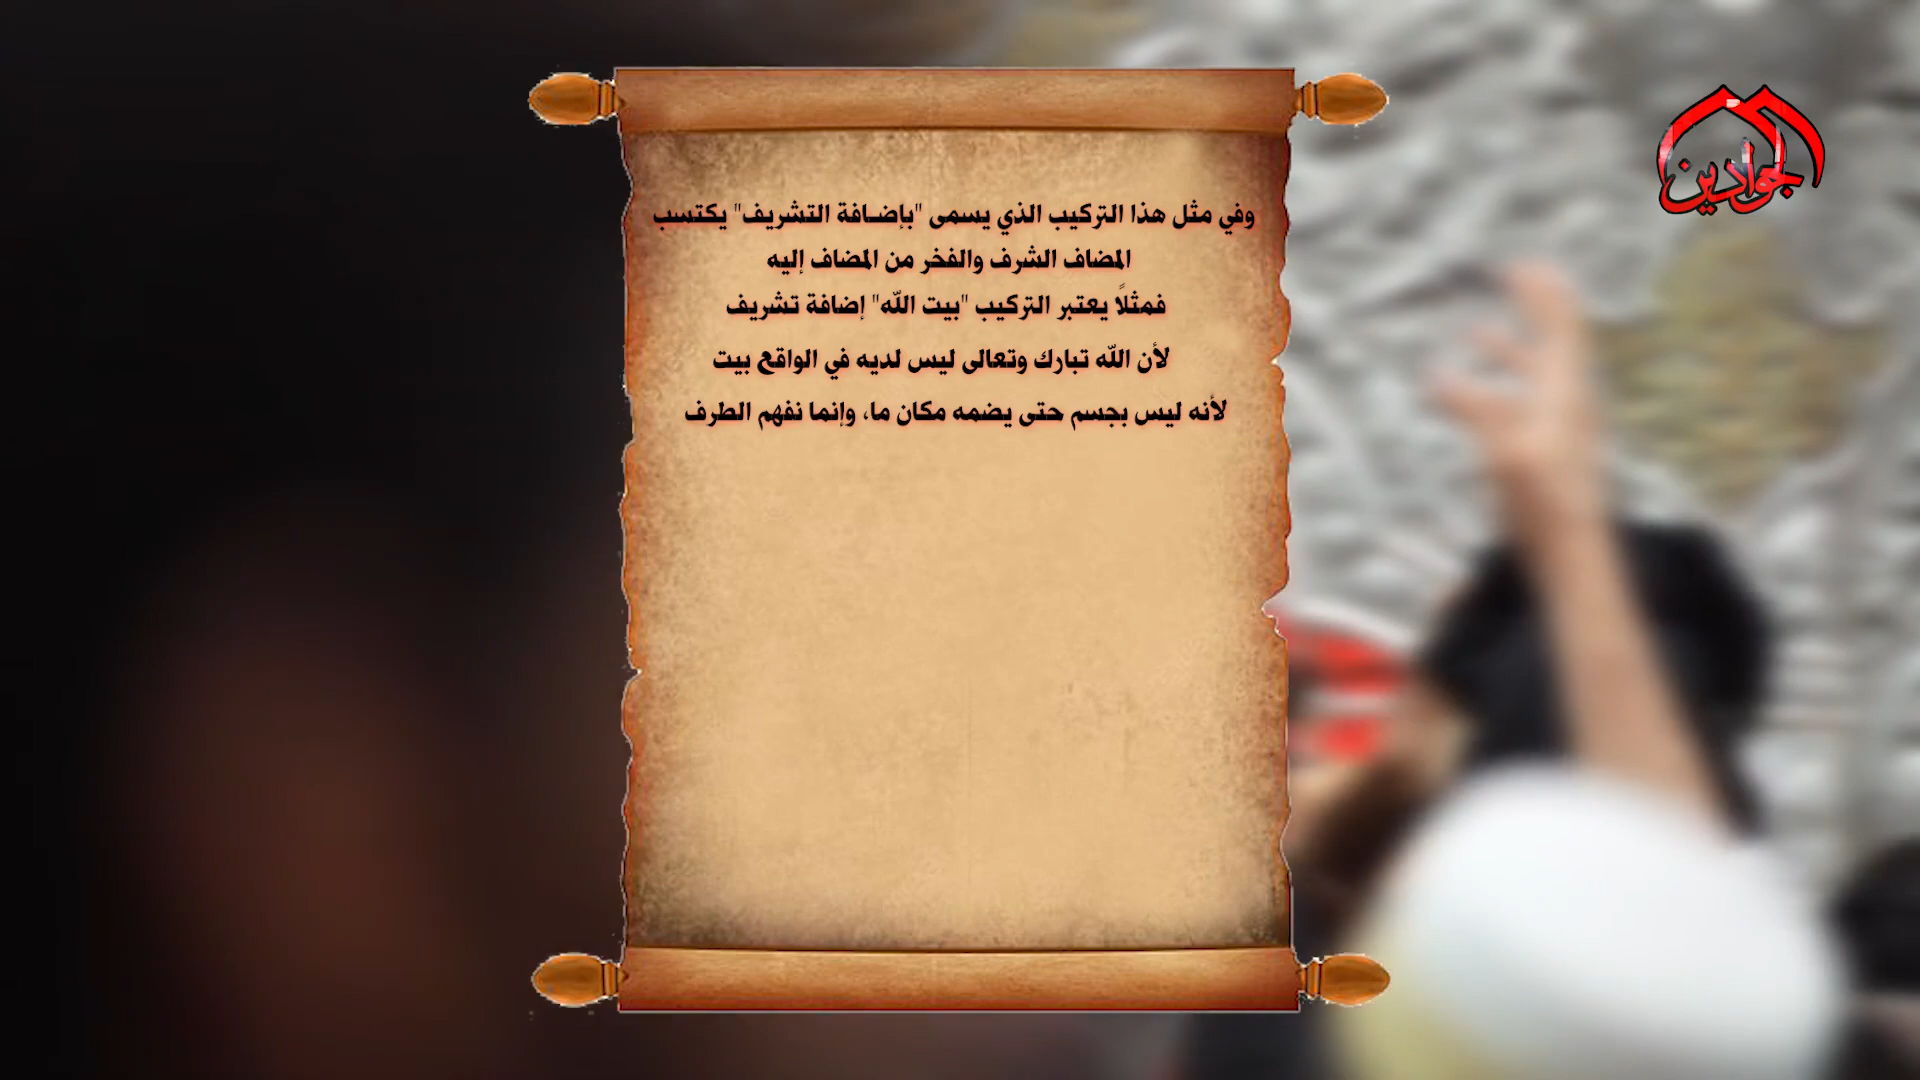 وفي مثل هذا التركيب الذي يسمى "بإضافة التشريف" يكتسب
المضاف الشرف والفخر من المضاف إليه
فمثلًا يعتبر التركيب "بيت الله" إضافة تشريف
لأن الله تبارك وتعالى ليس لديه في الواقع بيت
لأنه ليس بجسم حتى يضمه مكان ما، وإنما نفهم الطرف
الجوادين